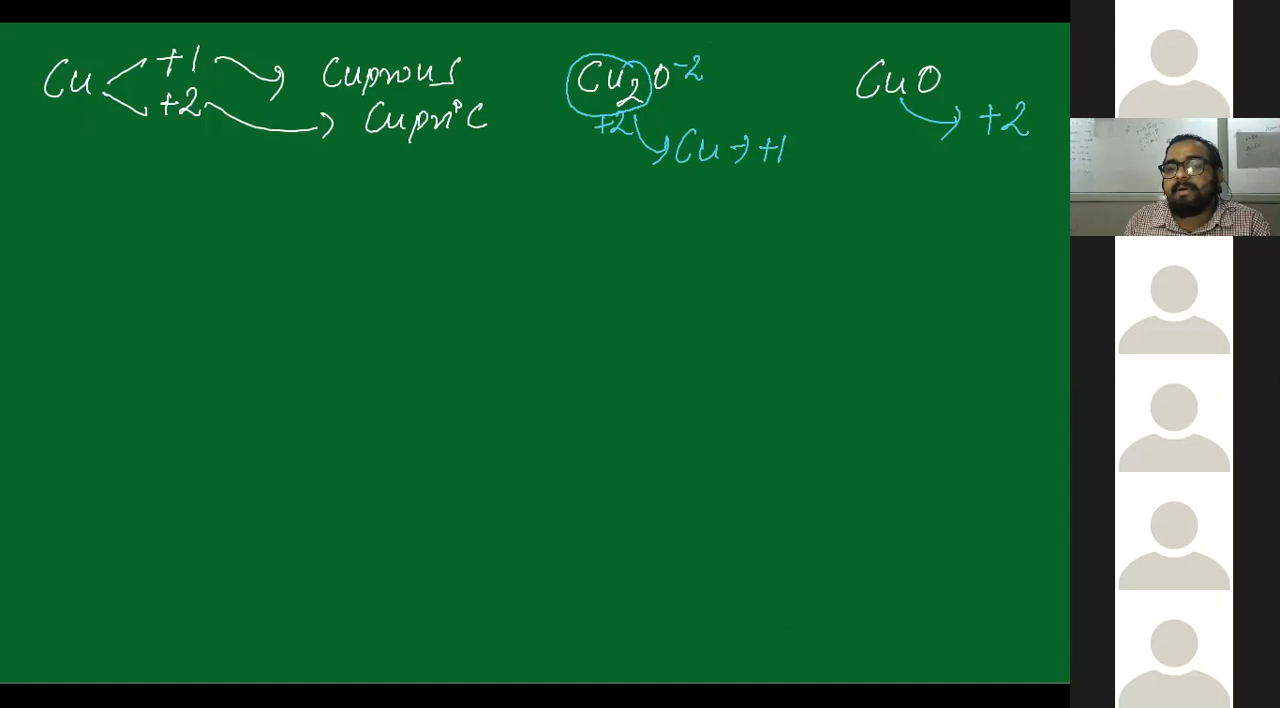 Cu +1 Cuprous
+2 Cupric
Cu2O-2
+2 Cu→+1
CuO
+2